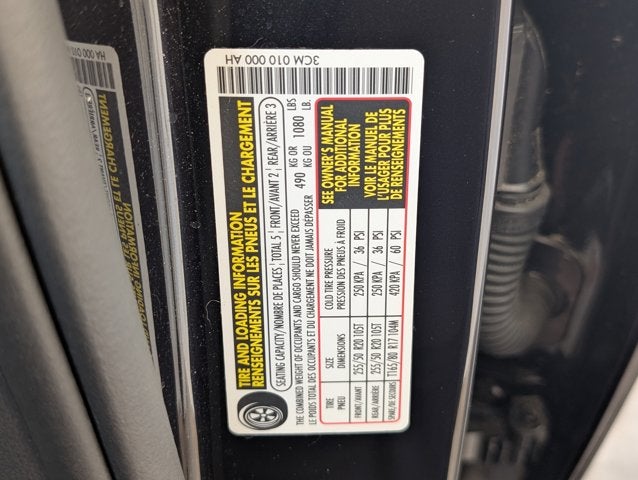 3CM 010 000 AH
TIRE AND LOADING INFORMATION
RENSEIGNEMENTS SUR LES PNEUS ET LE CHARGEMENT
SEATING CAPACITY/NOMBRE DE PLACES TOTAL 5 FRONT/AVANT 2 REAR/ARRIÈRE 3
THE COMBINED WEIGHT OF OCCUPANTS AND CARGO SHOULD NEVER EXCEED 490 KG OR 1080 LBS
LE POIDS TOTAL DES OCCUPANTS ET DU CHARGEMENT NE DOIT JAMAIS DÉPASSER KG OU LB.
TIRE SIZE COLD TIRE PRESSURE
PNEU DIMENSIONS PRESSION DES PNEUS À FROID
FRONT/AVANT 255/50 R20 105T 250 KPA / 36 PSI
REAR/ARRIÈRE 255/50 R20 105T 250 KPA / 36 PSI
SPARE/DE SECOURS T165/80 R17 104M 420 KPA / 60 PSI
SEE OWNER'S MANUAL
FOR ADDITIONAL
INFORMATION
VOIR LE MANUEL DE
L'USAGER POUR PLUS
DE RENSEIGNEMENTS